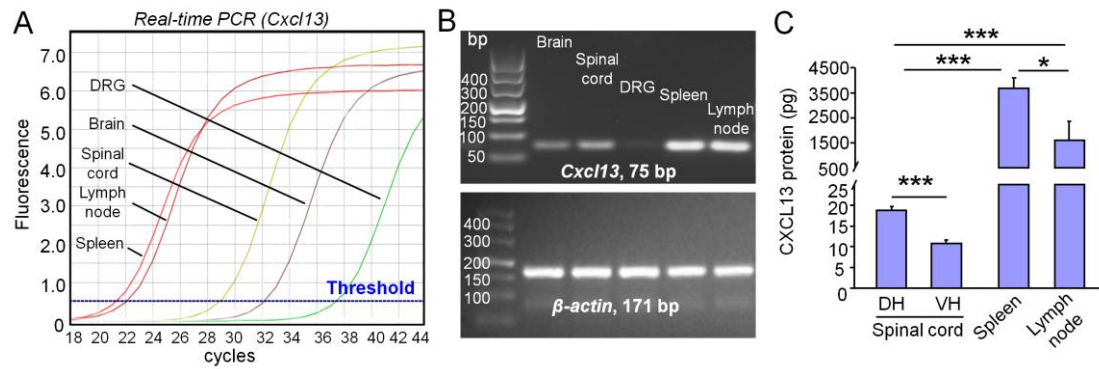 A
Real-time PCR (Cxcl13)
7.0
6.0
5.0
4.0
3.0
2.0
1.0
0
Fluorescence
DRG
Brain
Spinal
cord
Lymph
node
Spleen
Threshold
18 20 22 24 26 28 30 32 34 36 38 40 42 44
cycles
B
bp
400
300
200
150
100
50
Brain
Spinal
cord
DRG
Spleen
Lymph
node
Cxcl13, 75 bp
400
300
200
150
100
β-actin, 171 bp
C
CXCL13 protein (pg)
4500
3500
2500
1500
500
25
20
15
10
5
0
***
***
*
***
DH
VH
Spinal cord
Spleen
Lymph
node